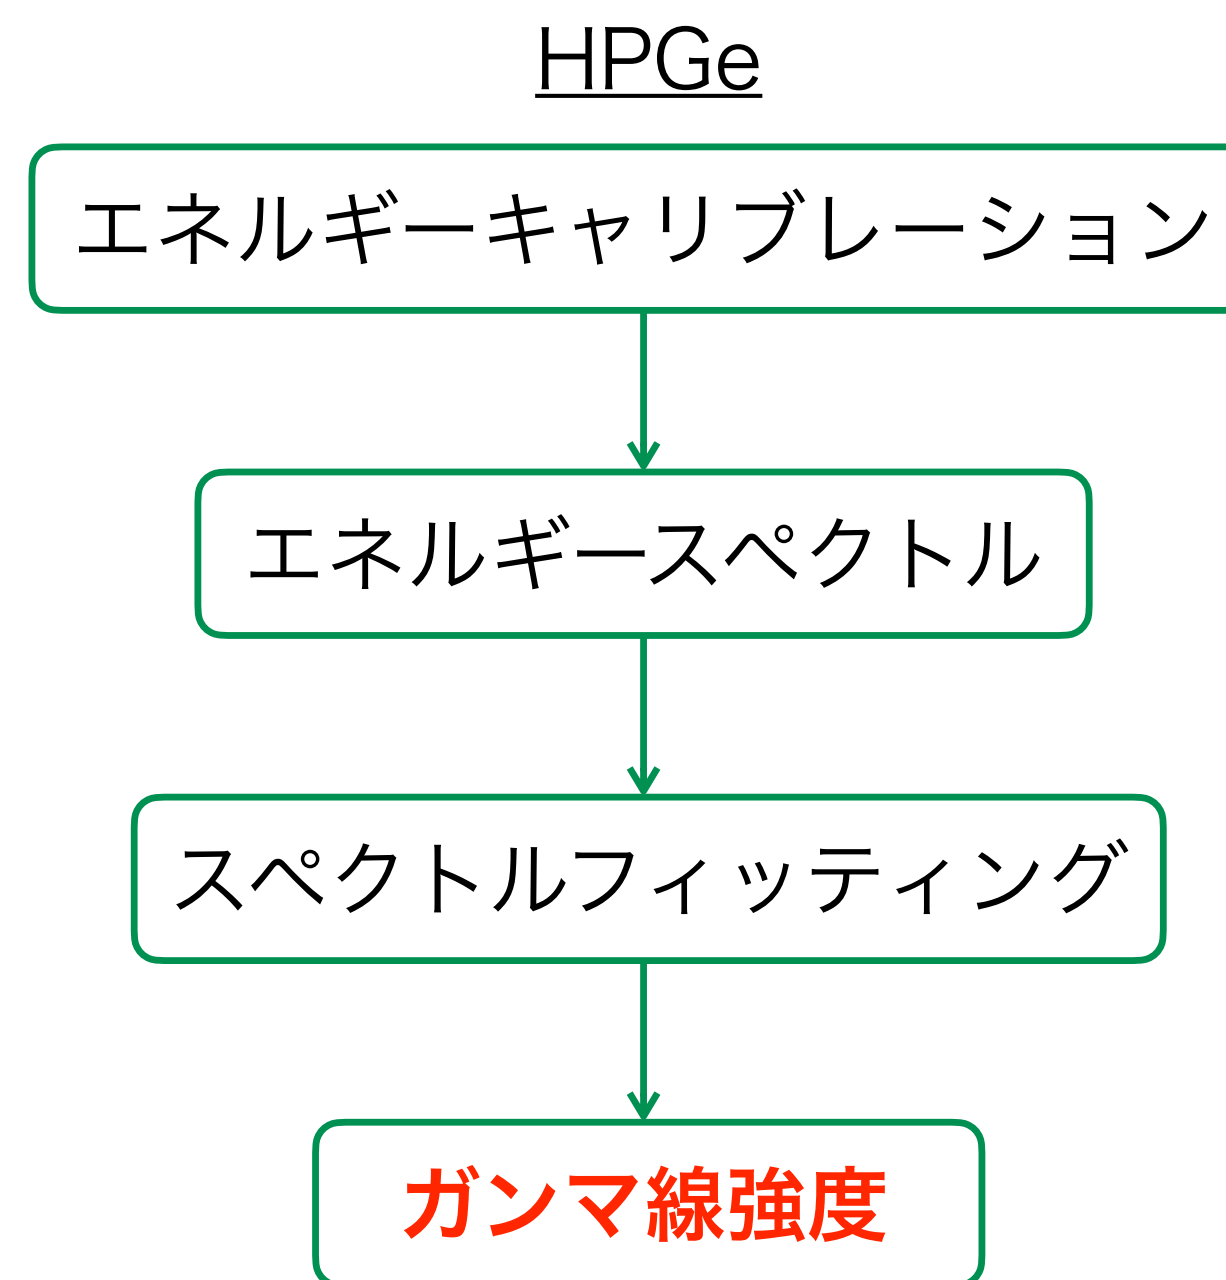 HPGe
エネルギーキャリブレーション
エネルギースペクトル
スペクトルフィッティング
ガンマ線強度